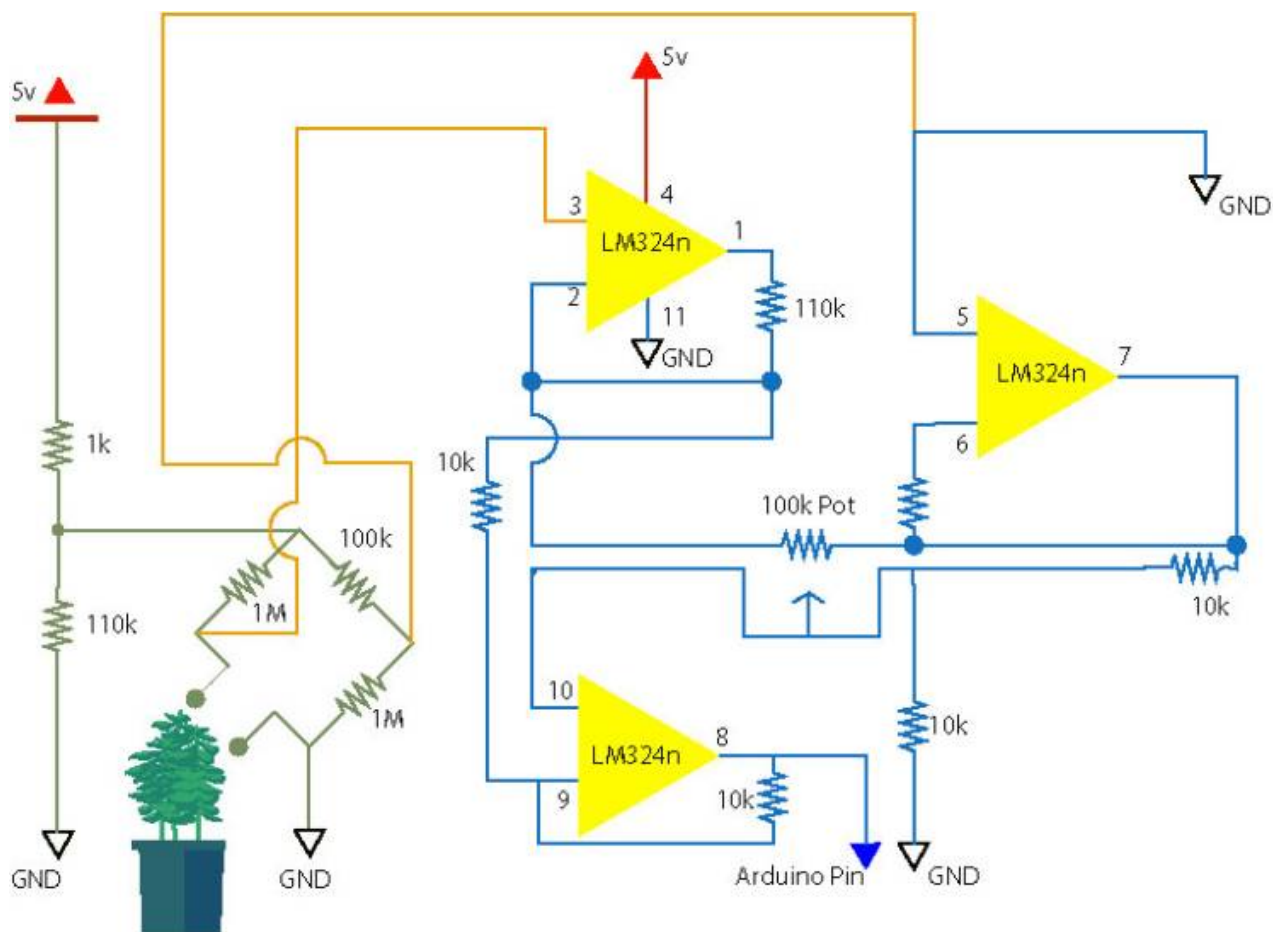 5v
5v
3
4
LM324n
1
2
11
GND
110k
GND
5
LM324n
7
6
1k
10k
100k Pot
100k
1M
110k
10k
1M
10
LM324n
8
9
10k
10k
GND
GND
Arduino Pin
GND